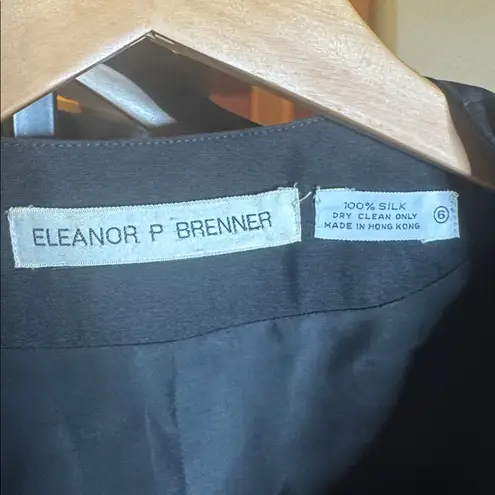 ELEANOR P BRENNER
100% SILK
DRY CLEAN ONLY
MADE IN HONG KONG
6